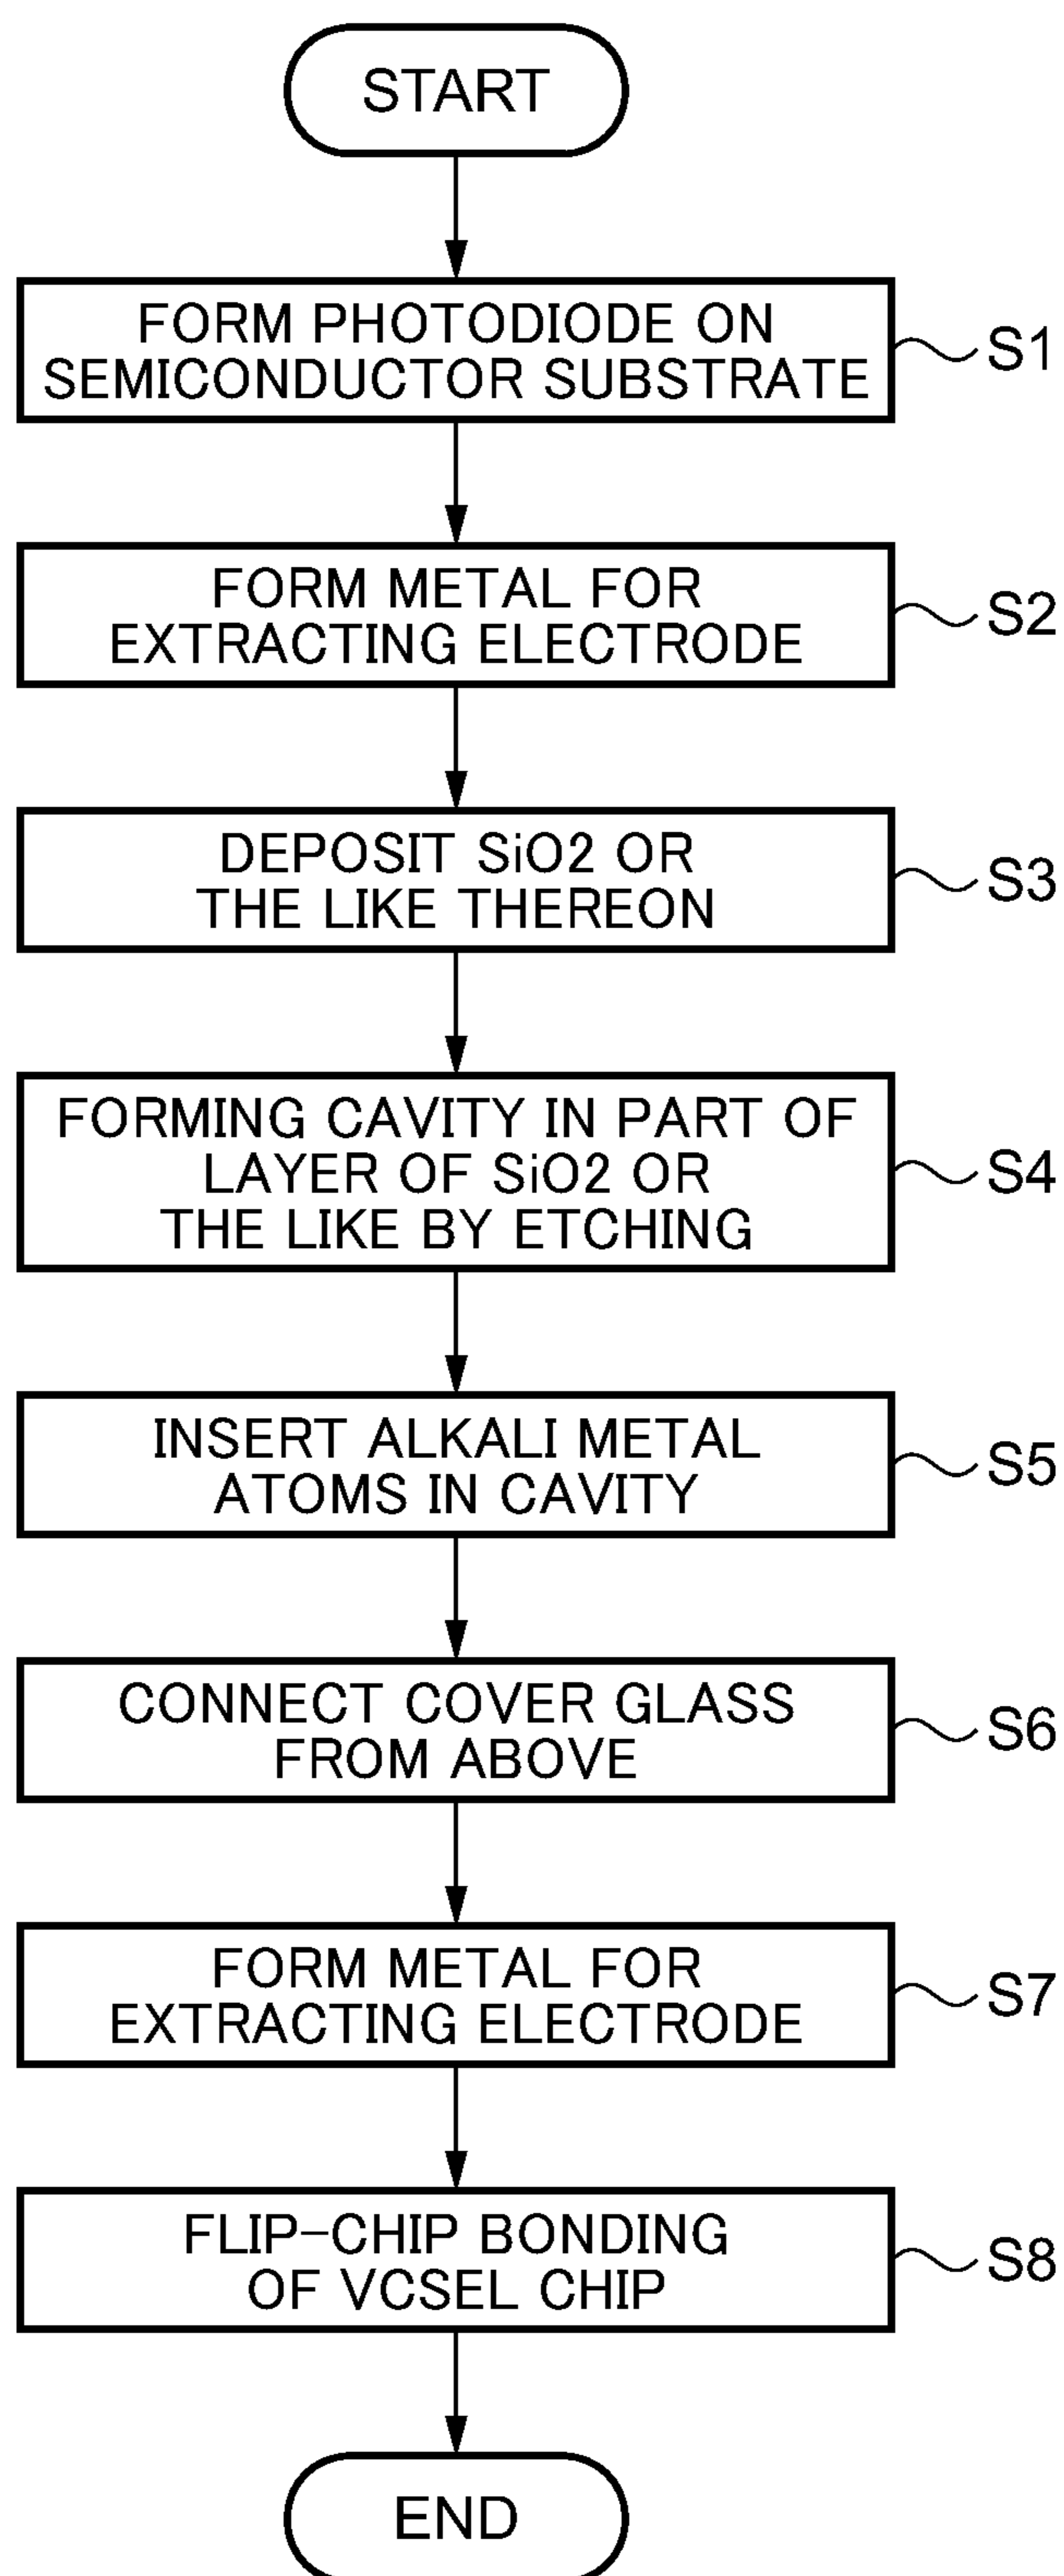 START
FORM PHOTODIODE ON
SEMICONDUCTOR SUBSTRATE
S1
FORM METAL FOR
EXTRACTING ELECTRODE
S2
DEPOSIT SiO2 OR
THE LIKE THEREON
S3
FORMING CAVITY IN PART OF
LAYER OF SiO2 OR
THE LIKE BY ETCHING
S4
INSERT ALKALI METAL
ATOMS IN CAVITY
S5
CONNECT COVER GLASS
FROM ABOVE
S6
FORM METAL FOR
EXTRACTING ELECTRODE
S7
FLIP-CHIP BONDING
OF VCSEL CHIP
S8
END